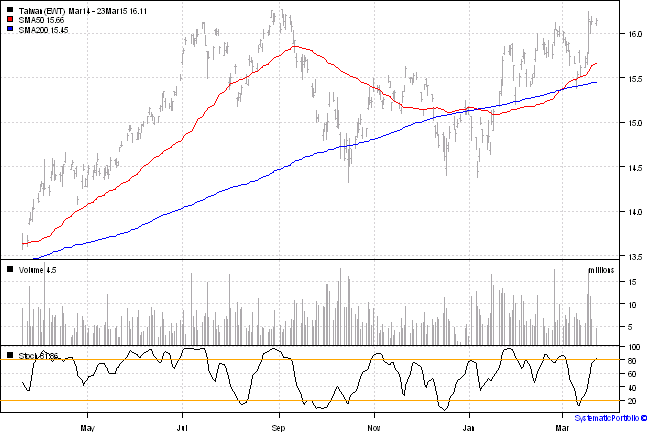 Taiwan (EWT) Mar14 - 23Mar15 16.11
SMA50 15.66
SMA200 15.45
16.0
15.5
15.0
14.5
14.0
13.5
Volume 4.5
millions
15
10
5
100
80
60
40
20
May
Jul
Sep
Nov
Jan
Mar
SystematicPortfolio ©